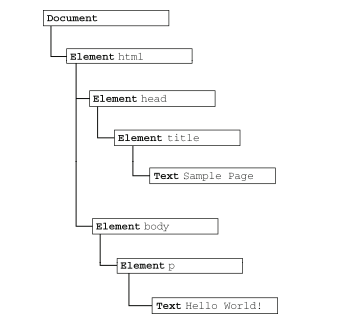 Document
Element html
Element head
Element title
Text Sample Page
Element body
Element p
Text Hello World!